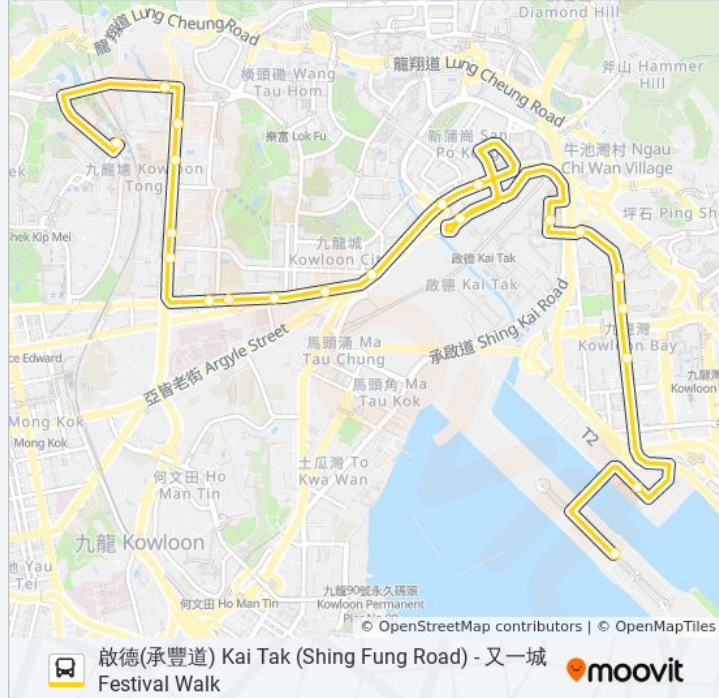 Diamond Hill
龍翔道 Lung Cheung Road
橫頭磡 Wang
Tau Hom
龍翔道 Lung Cheung Road
斧山 Hammer
Hill
樂富 Lok Fu
新蒲崗 San
Po Kong
牛池灣村 Ngau
Chi Wan Village
九龍塘 Kowloon
Tong
坪石 Ping Sh
ek
Shek Kip Mei
九龍城
Kowloon City
啟德 Kai Tak
啟德 Kai Tak
承啟道 Shing Kai Road
九龍灣
Kowloon Bay
九龍灣
Kowloon
馬頭涌 Ma
Tau Chung
ce Edward
亞皆老街 Argyle Street
馬頭角 Ma
Tau Kok
Mong Kok
Mong Kok
T2
土瓜灣 To
Kwa Wan
何文田 Ho
Man Tin
九龍 Kowloon
地 Yau
Tei
何文田 Ho Man Tin
九龍90號永久碼頭
Kowloon Permanent
© OpenStreetMap contributors | © OpenMapTiles
啟德(承豐道) Kai Tak (Shing Fung Road) - 又一城
Festival Walk
moovit